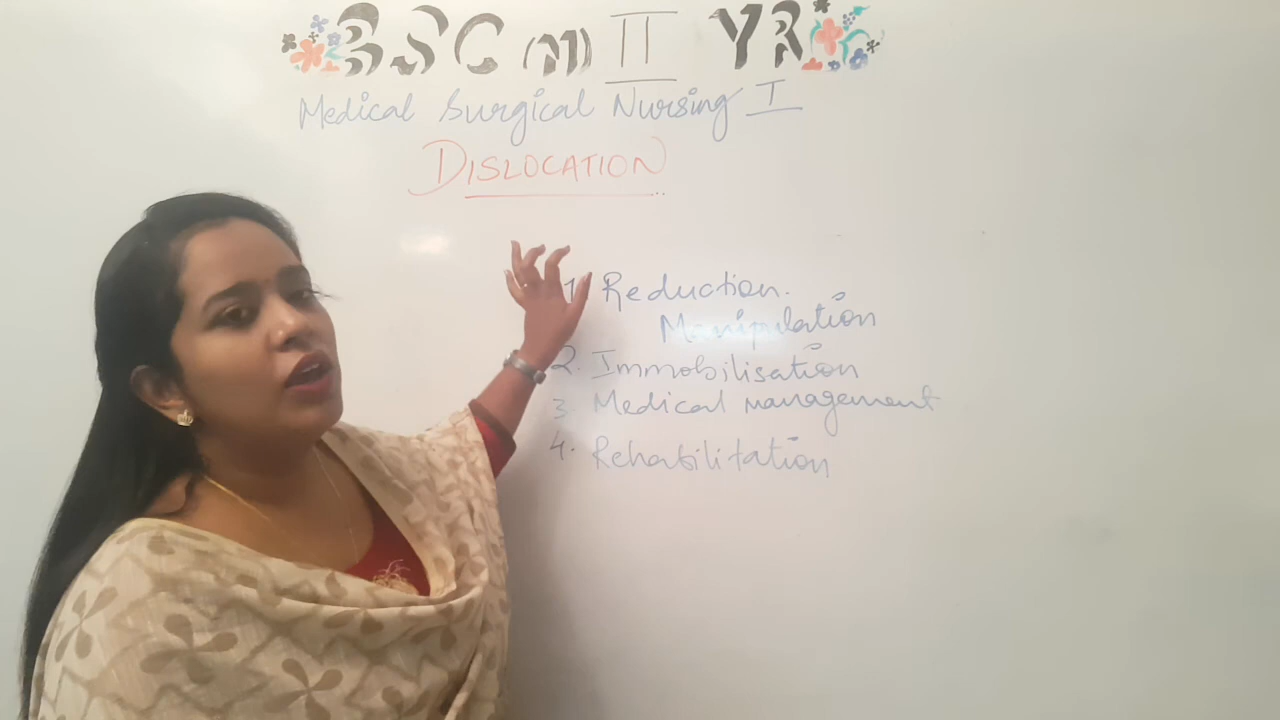 BSC (N) II YR
Medical Surgical Nursing I
DISLOCATION
1. Reduction.
Manipulation
2. Immobilisation
3. Medical management
4. Rehabilitation